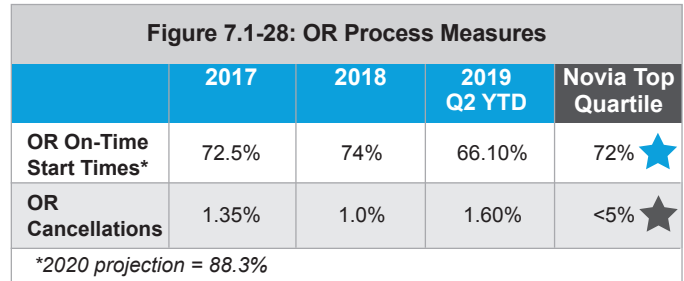 Figure 7.1-28: OR Process Measures
2017 2018 2019 Novia Top
Q2 YTD Quartile
OR On-Time
Start Times* 72.5% 74% 66.10% 72%
OR
Cancellations 1.35% 1.0% 1.60% <5%
*2020 projection = 88.3%